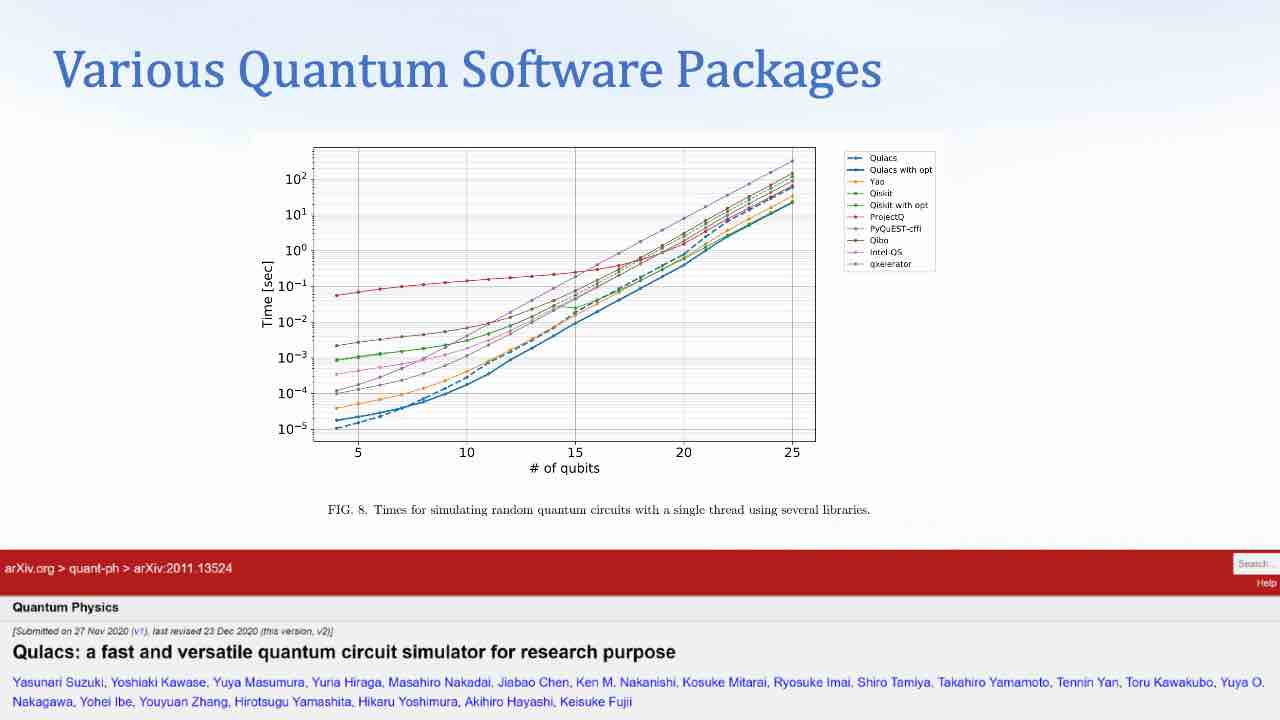 Various Quantum Software Packages
10²
10¹
10⁰
10⁻¹
10⁻²
10⁻³
10⁻⁴
10⁻⁵
Time [sec]
5 10 15 20 25
# of qubits
Qulacs
Qulacs with opt
Yao
Qiskit
Qiskit with opt
ProjectQ
PyQuEST-cffi
Qibo
Intel-QS
qxelerator
FIG. 8. Times for simulating random quantum circuits with a single thread using several libraries.
arXiv.org > quant-ph > arXiv:2011.13524
Search...
Help
Quantum Physics
[Submitted on 27 Nov 2020 (v1), last revised 23 Dec 2020 (this version, v2)]
Qulacs: a fast and versatile quantum circuit simulator for research purpose
Yasunari Suzuki, Yoshiaki Kawase, Yuya Masumura, Yuria Hiraga, Masahiro Nakadai, Jiabao Chen, Ken M. Nakanishi, Kosuke Mitarai, Ryosuke Imai, Shiro Tamiya, Takahiro Yamamoto, Tennin Yan, Toru Kawakubo, Yuya O.
Nakagawa, Yohei Ibe, Youyuan Zhang, Hirotsugu Yamashita, Hikaru Yoshimura, Akihiro Hayashi, Keisuke Fujii